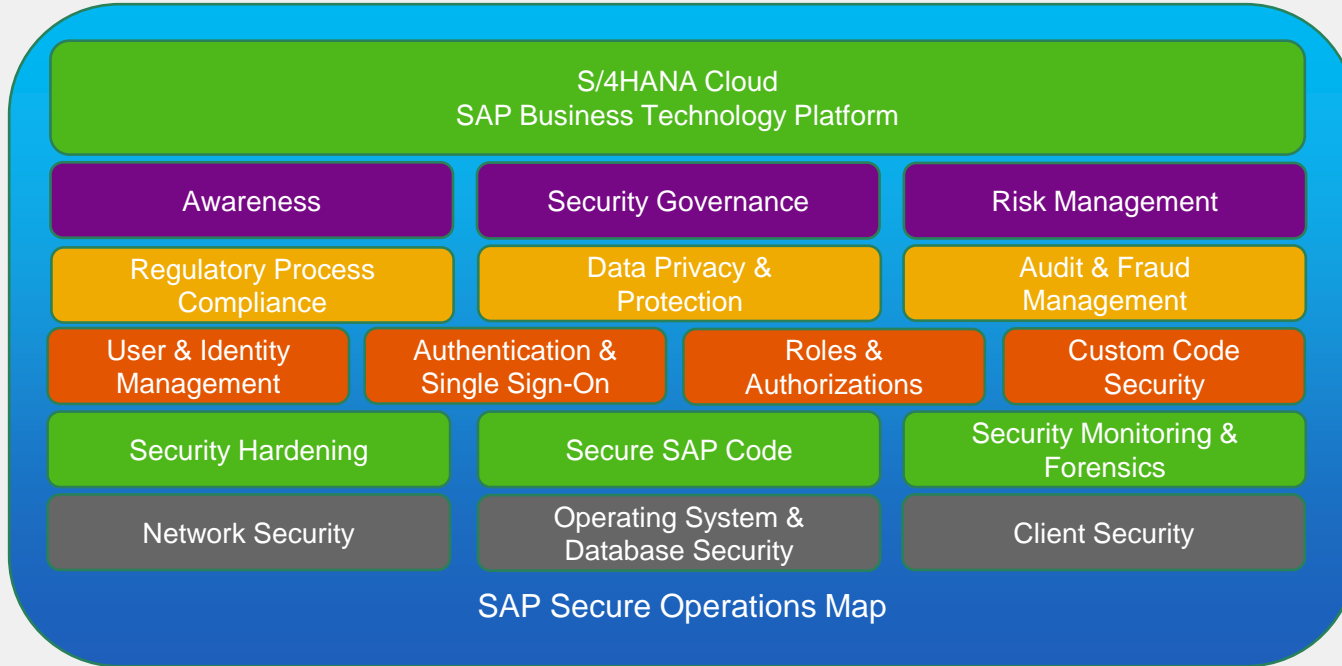 S/4HANA Cloud
SAP Business Technology Platform
Awareness
Security Governance
Risk Management
Regulatory Process
Compliance
Data Privacy &
Protection
Audit & Fraud
Management
User & Identity
Management
Authentication &
Single Sign-On
Roles &
Authorizations
Custom Code
Security
Security Hardening
Secure SAP Code
Security Monitoring &
Forensics
Network Security
Operating System &
Database Security
Client Security
SAP Secure Operations Map